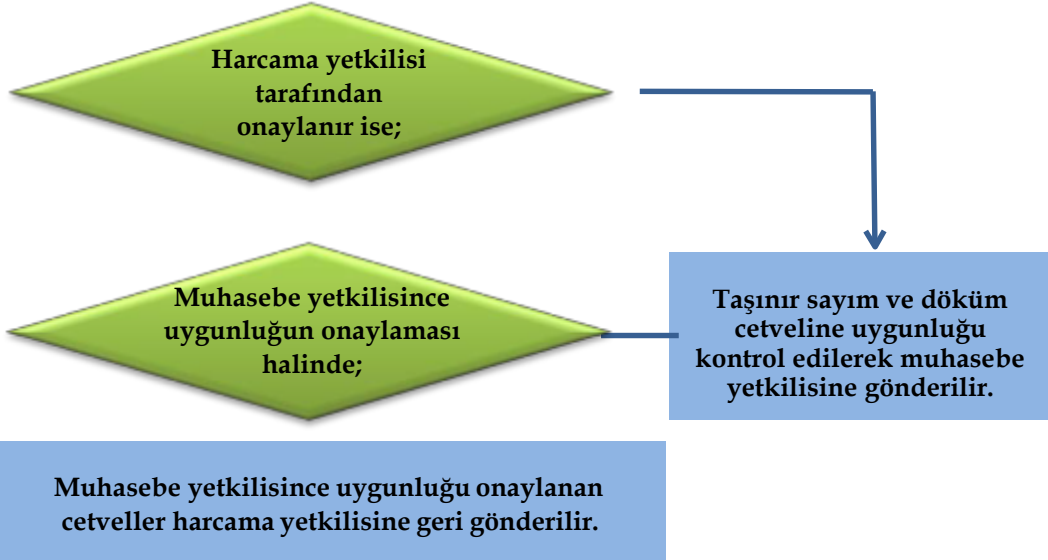 Harcama yetkilisi
tarafından
onaylanır ise;
Taşınır sayım ve döküm
cetveline uygunluğu
kontrol edilerek muhasebe
yetkilisine gönderilir.
Muhasebe yetkilisince
uygunluğun onaylaması
halinde;
Muhasebe yetkilisince uygunluğu onaylanan
cetveller harcama yetkilisine geri gönderilir.